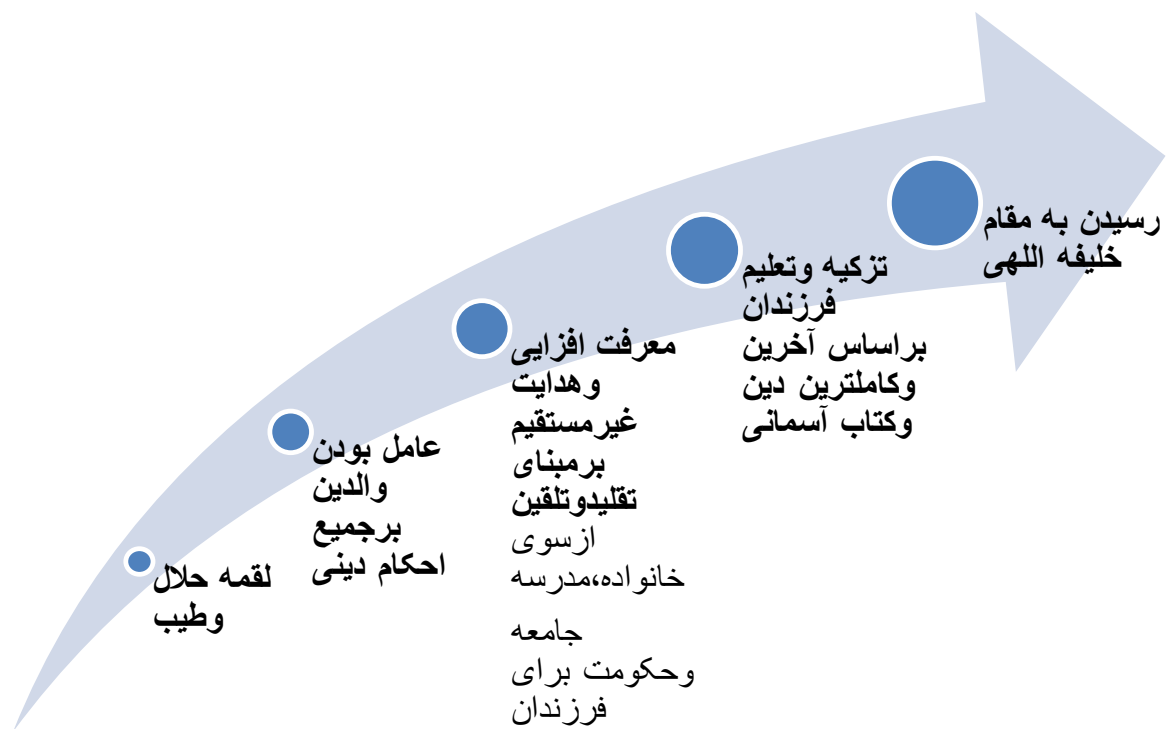 لقمه حلال
وطیب
عامل بودن
والدین
برجمیع
احکام دینی
معرفت افزایی
وهدایت
غیرمستقیم
برمبنای
تقلیدوتلقین
ازسوی
خانواده،مدرسه
جامعه
وحکومت برای
فرزندان
تزکیه وتعلیم
فرزندان
براساس آخرین
وکاملترین دین
وکتاب آسمانی
رسیدن به مقام
خلیفه اللهی